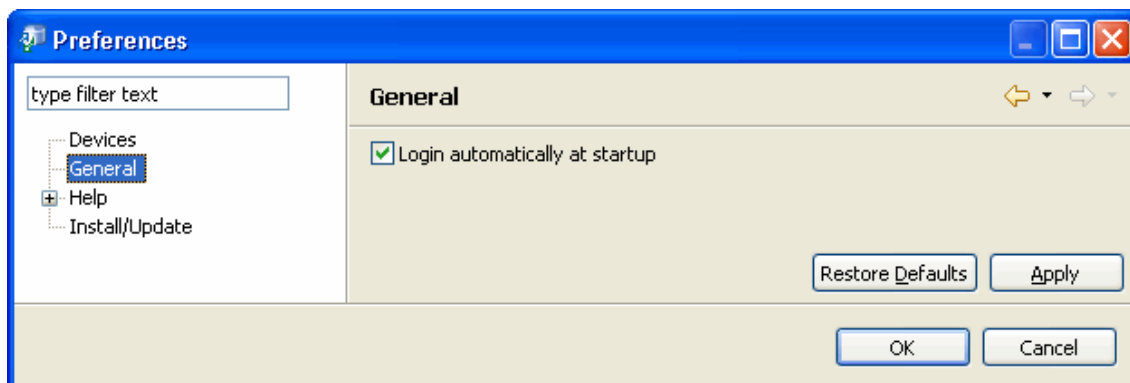 Preferences
type filter text
Devices
General
Help
Install/Update
General
Login automatically at startup
Restore Defaults
Apply
OK
Cancel